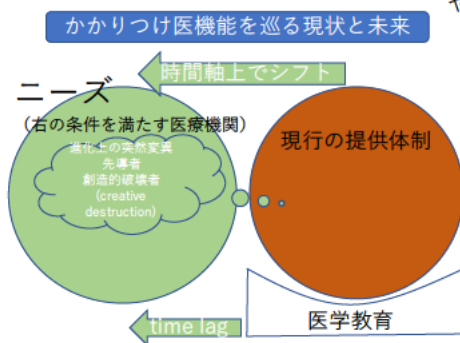 かかりつけ医機能を巡る現状と未来
時間軸上でシフト
ニーズ
(右の条件を満たす医療機関)
進化上の突然変異
先導者
創造的破壊者
(creative
destruction)
現行の提供体制
time lag
医学教育